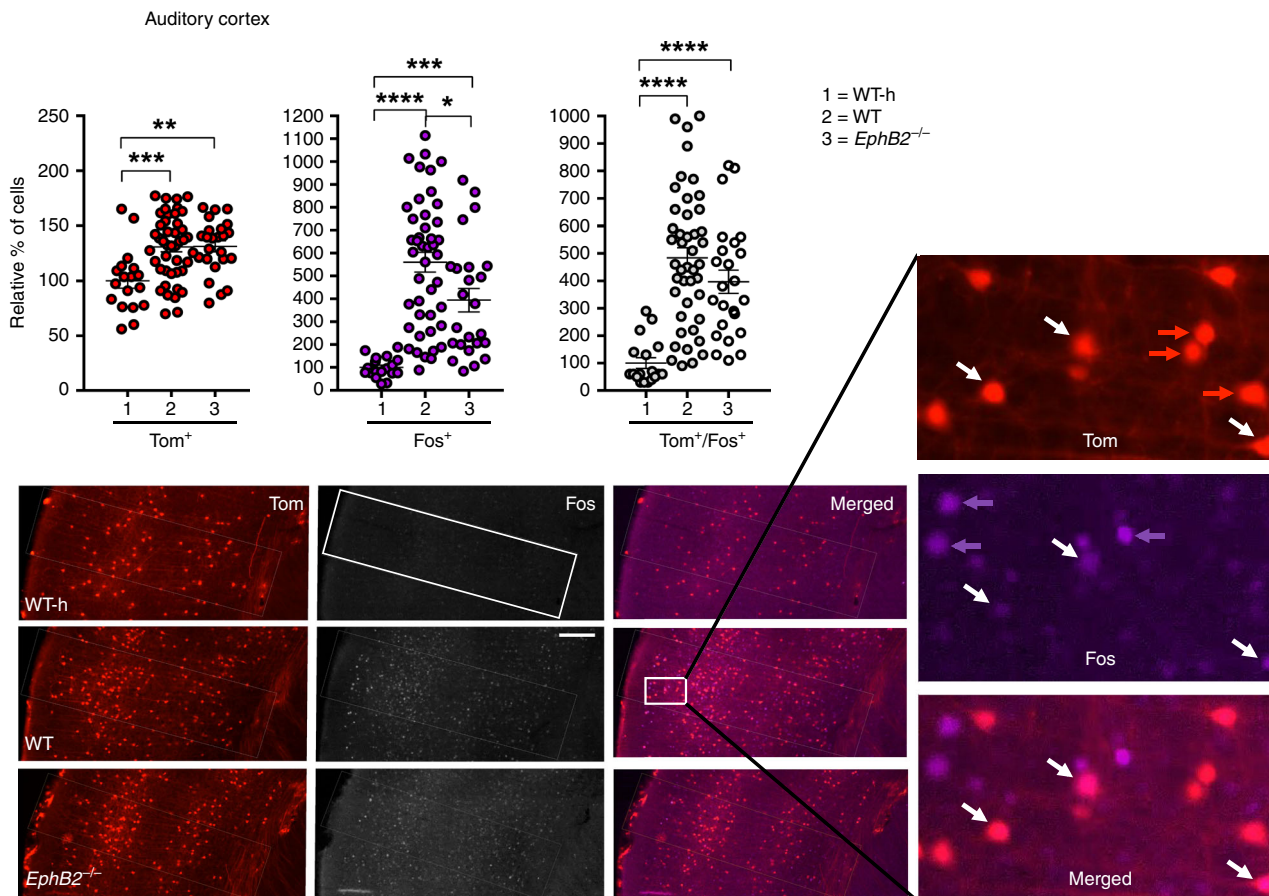 Auditory cortex
Relative % of cells
250
200
150
100
50
0
***
**
1 2 3
Tom⁺
1200
1100
1000
900
800
700
600
500
400
300
200
100
0
****
***
*
1 2 3
Fos⁺
1000
900
800
700
600
500
400
300
200
100
0
****
****
1 2 3
Tom⁺/Fos⁺
1 = WT-h
2 = WT
3 = EphB2⁻/⁻
Tom
Fos
Merged
WT-h
WT
EphB2⁻/⁻
Tom
Fos
Merged